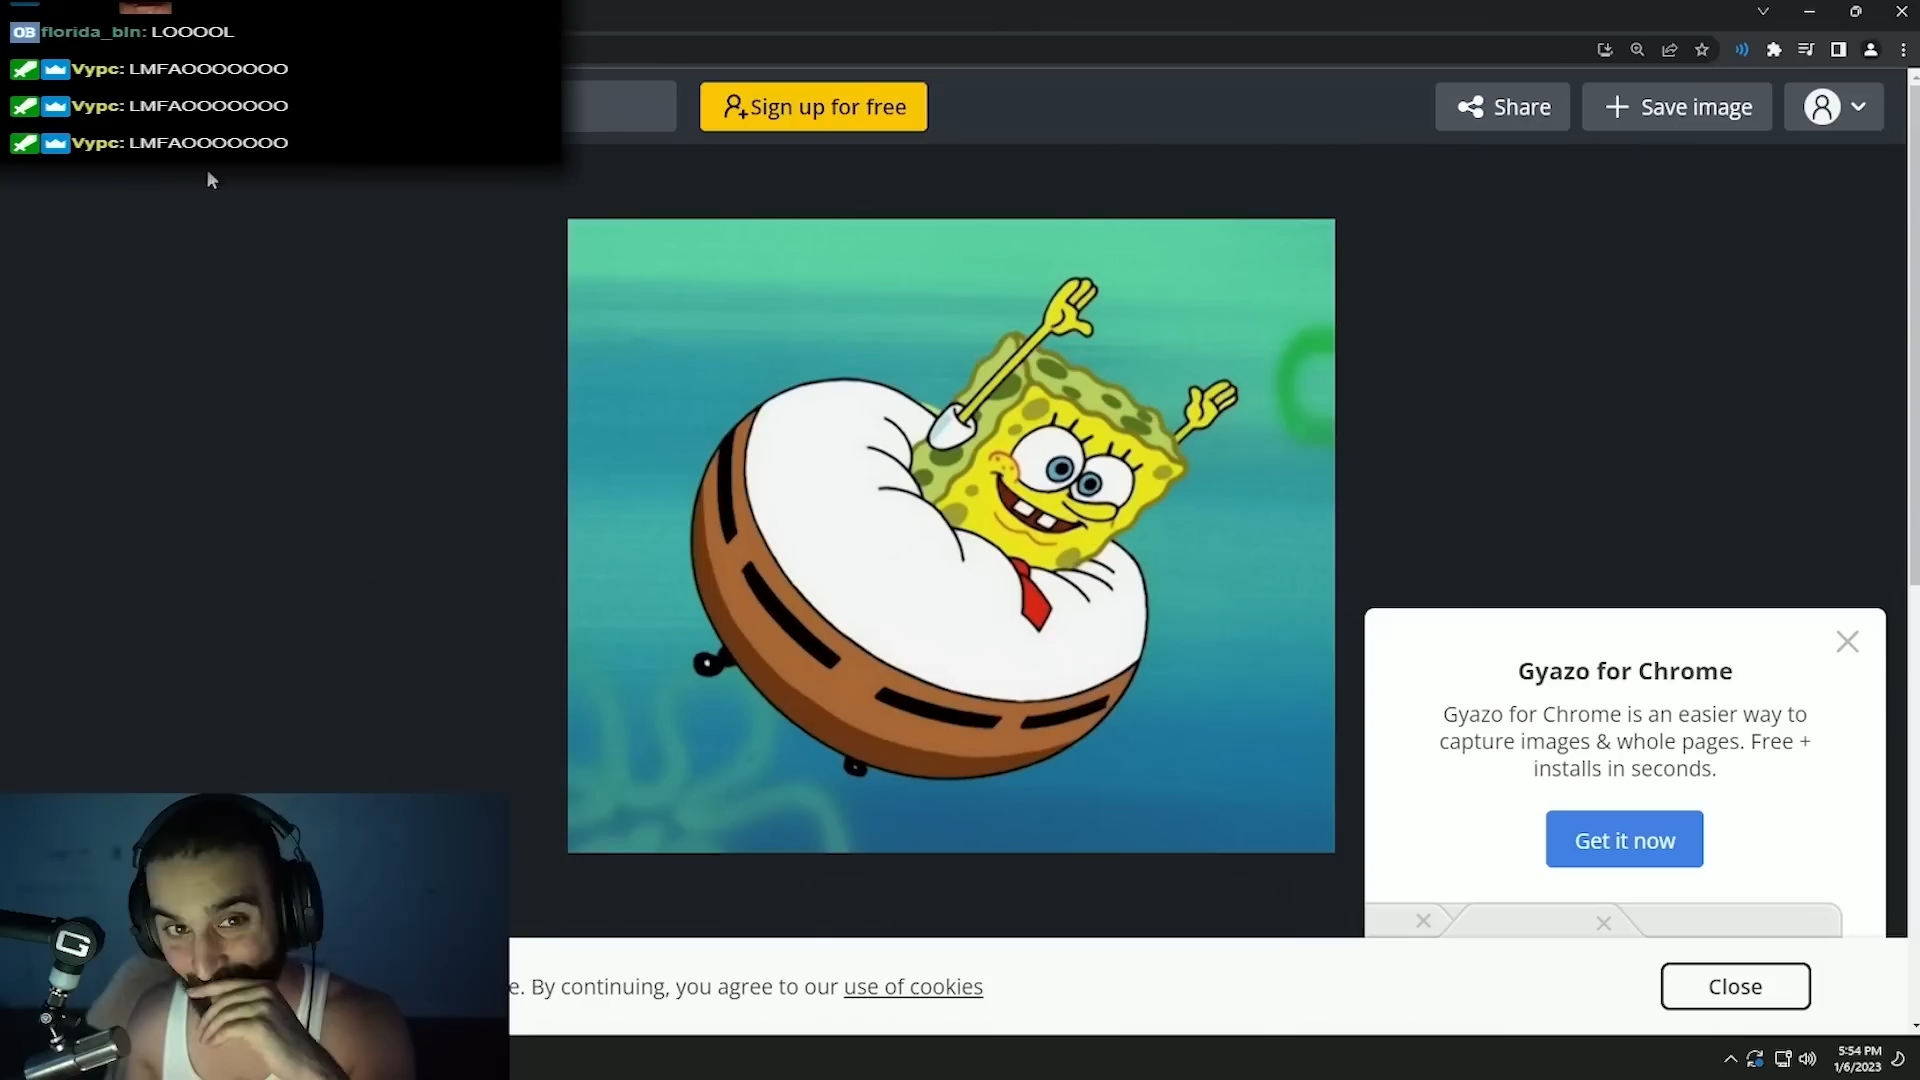 OB florida_bln: LOOOOL
Vypc: LMFAOOOOOOO
Vypc: LMFAOOOOOOO
Vypc: LMFAOOOOOOO
Sign up for free
Share
Save image
Gyazo for Chrome
Gyazo for Chrome is an easier way to
capture images & whole pages. Free +
installs in seconds.
Get it now
G
e. By continuing, you agree to our use of cookies
Close
5:54 PM
1/6/2023